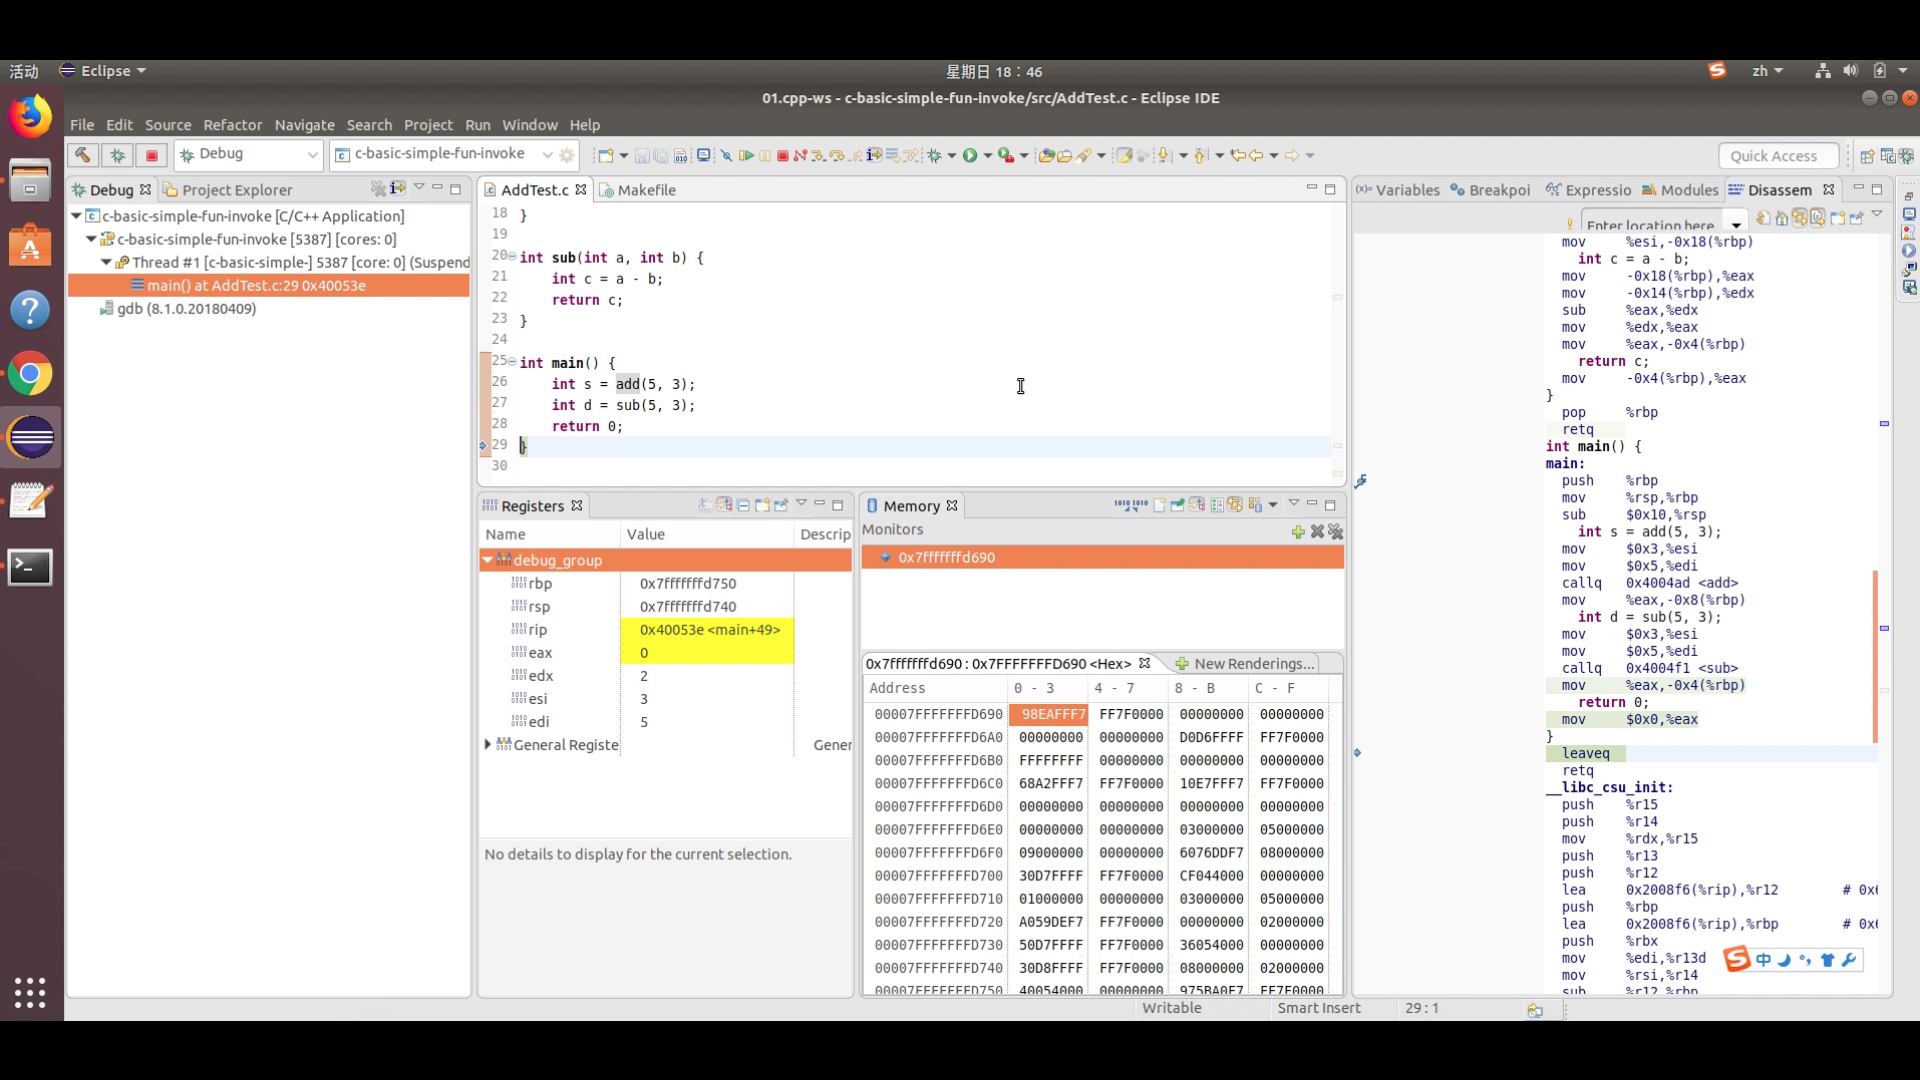 活动 Eclipse 星期日 18：46 zh
01.cpp-ws - c-basic-simple-fun-invoke/src/AddTest.c - Eclipse IDE
File Edit Source Refactor Navigate Search Project Run Window Help
Debug c-basic-simple-fun-invoke Quick Access
Debug Project Explorer
c-basic-simple-fun-invoke [C/C++ Application]
c-basic-simple-fun-invoke [5387] [cores: 0]
Thread #1 [c-basic-simple-] 5387 [core: 0] (Suspend
main() at AddTest.c:29 0x40053e
gdb (8.1.0.20180409)
AddTest.c Makefile
18 }
19
20 int sub(int a, int b) {
21 int c = a - b;
22 return c;
23 }
24
25 int main() {
26 int s = add(5, 3);
27 int d = sub(5, 3);
28 return 0;
29 }
30
Registers
Name Value Descrip
debug_group
rbp 0x7fffffffd750
rsp 0x7fffffffd740
rip 0x40053e <main+49>
eax 0
edx 2
esi 3
edi 5
General Registe Gener
No details to display for the current selection.
Memory
Monitors
0x7fffffffd690
0x7fffffffd690 : 0x7FFFFFFFD690 <Hex> New Renderings...
Address 0 - 3 4 - 7 8 - B C - F
00007FFFFFFFD690 98EAFFF7 FF7F0000 00000000 00000000
00007FFFFFFFD6A0 00000000 00000000 D0D6FFFF FF7F0000
00007FFFFFFFD6B0 FFFFFFFF 00000000 00000000 00000000
00007FFFFFFFD6C0 68A2FFF7 FF7F0000 10E7FFF7 FF7F0000
00007FFFFFFFD6D0 00000000 00000000 00000000 00000000
00007FFFFFFFD6E0 00000000 00000000 03000000 05000000
00007FFFFFFFD6F0 09000000 00000000 6076DDF7 08000000
00007FFFFFFFD700 30D7FFFF FF7F0000 CF044000 00000000
00007FFFFFFFD710 01000000 00000000 03000000 05000000
00007FFFFFFFD720 A059DEF7 FF7F0000 00000000 02000000
00007FFFFFFFD730 50D7FFFF FF7F0000 36054000 00000000
00007FFFFFFFD740 30D8FFFF FF7F0000 08000000 02000000
00007FFFFFFFD750 40054000 00000000 975BA0F7 FF7F0000
Variables Breakpoi Expressio Modules Disassem
Enter location here
mov %esi,-0x18(%rbp)
int c = a - b;
mov -0x18(%rbp),%eax
mov -0x14(%rbp),%edx
sub %eax,%edx
mov %edx,%eax
mov %eax,-0x4(%rbp)
return c;
mov -0x4(%rbp),%eax
}
pop %rbp
retq
int main() {
main:
push %rbp
mov %rsp,%rbp
sub $0x10,%rsp
int s = add(5, 3);
mov $0x3,%esi
mov $0x5,%edi
callq 0x4004ad <add>
mov %eax,-0x8(%rbp)
int d = sub(5, 3);
mov $0x3,%esi
mov $0x5,%edi
callq 0x4004f1 <sub>
mov %eax,-0x4(%rbp)
return 0;
mov $0x0,%eax
}
leaveq
retq
__libc_csu_init:
push %r15
push %r14
mov %rdx,%r15
push %r13
push %r12
lea 0x2008f6(%rip),%r12 # 0x6
push %rbp
lea 0x2008f6(%rip),%rbp # 0x6
push %rbx
mov %edi,%r13d
mov %rsi,%r14
sub %r12,%rbp
中
Writable Smart Insert 29 : 1